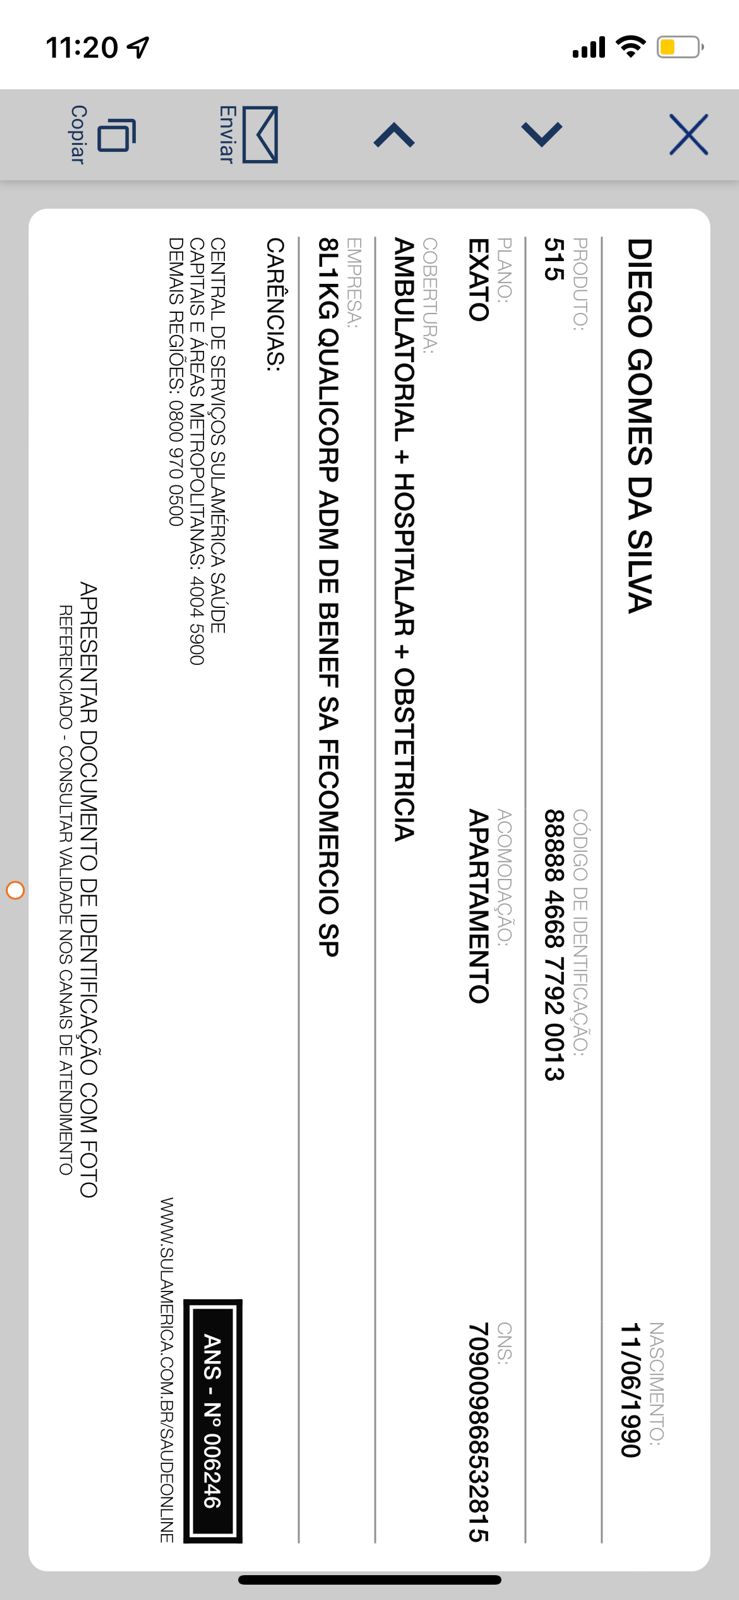 11:20
Copiar
Enviar
DIEGO GOMES DA SILVA
NASCIMENTO:
11/06/1990
PRODUTO:
515
CÓDIGO DE IDENTIFICAÇÃO:
88888 4668 7792 0013
PLANO:
EXATO
ACOMODAÇÃO:
APARTAMENTO
CNS:
709009868532815
COBERTURA:
AMBULATORIAL + HOSPITALAR + OBSTETRICIA
EMPRESA:
8L1KG QUALICORP ADM DE BENEF SA FECOMERCIO SP
CARÊNCIAS:
CENTRAL DE SERVIÇOS SULAMÉRICA SAÚDE
CAPITAIS E ÁREAS METROPOLITANAS: 4004 5900
DEMAIS REGIÕES: 0800 970 0500
ANS - Nº 006246
WWW.SULAMERICA.COM.BR/SAUDEONLINE
APRESENTAR DOCUMENTO DE IDENTIFICAÇÃO COM FOTO
REFERENCIADO - CONSULTAR VALIDADE NOS CANAIS DE ATENDIMENTO